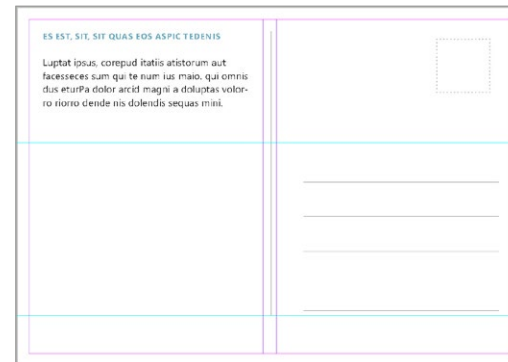 ES EST, SIT, SIT QUAS EOS ASPIC TEDENIS
Luptat ipsus, corepud itatiis atistorum aut
facesseces sum qui te num ius maio. qui omnis
dus eturPa dolor arcid magni a doluptas volor-
ro riorro dende nis dolendis sequas mini.